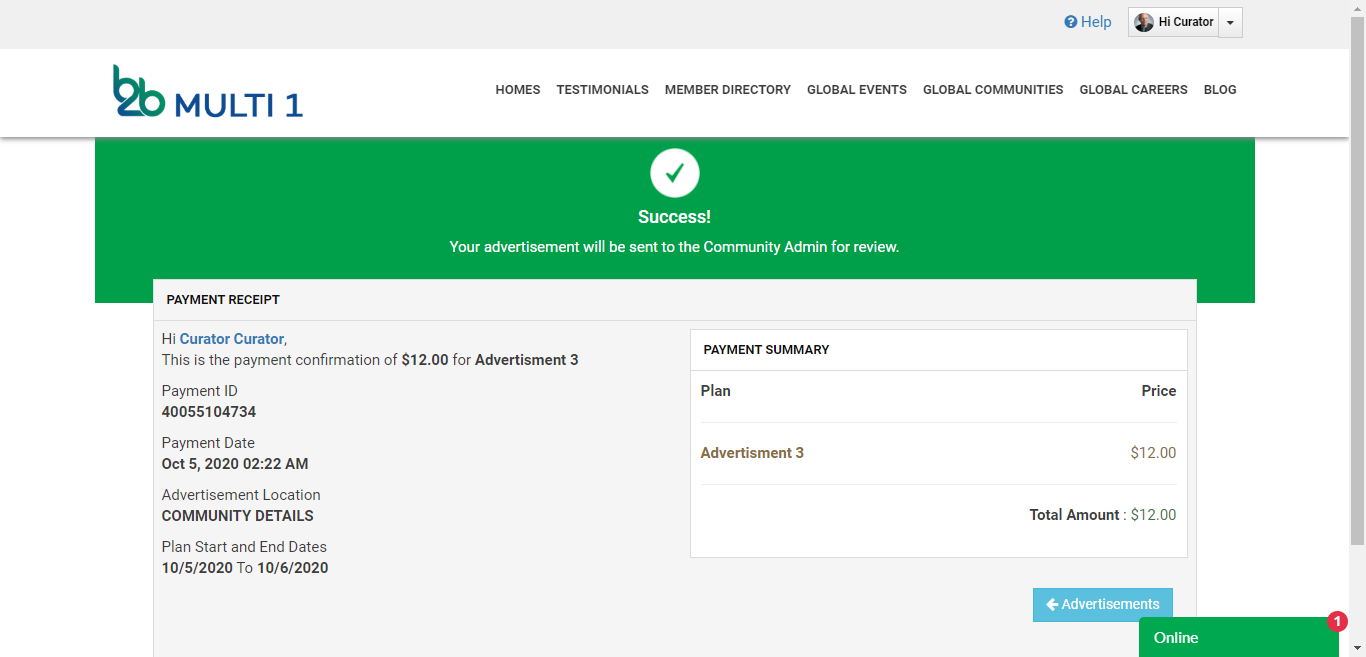 Help
Hi Curator
b2b MULTI 1
HOMES TESTIMONIALS MEMBER DIRECTORY GLOBAL EVENTS GLOBAL COMMUNITIES GLOBAL CAREERS BLOG
Success!
Your advertisement will be sent to the Community Admin for review.
PAYMENT RECEIPT
Hi Curator Curator,
This is the payment confirmation of $12.00 for Advertisment 3
Payment ID
40055104734
Payment Date
Oct 5, 2020 02:22 AM
Advertisement Location
COMMUNITY DETAILS
Plan Start and End Dates
10/5/2020 To 10/6/2020
PAYMENT SUMMARY
Plan Price
Advertisment 3 $12.00
Total Amount : $12.00
Advertisements
Online
1